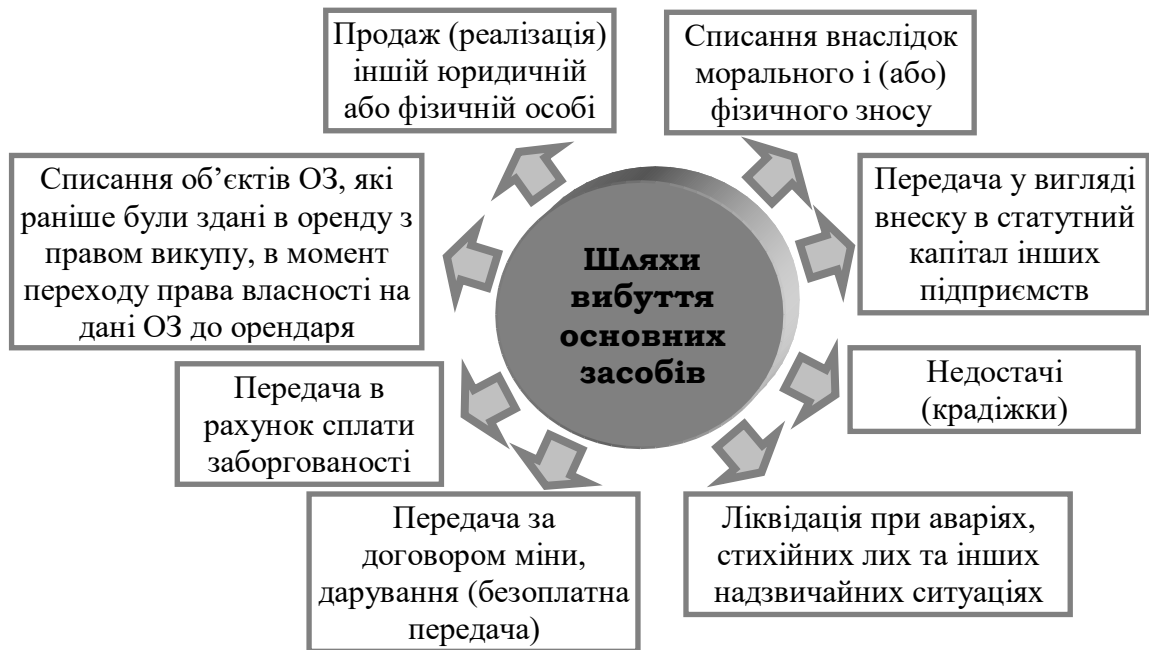 Продаж (реалізація)
іншій юридичній
або фізичній особі
Списання внаслідок
морального і (або)
фізичного зносу
Списання об’єктів ОЗ, які
раніше були здані в оренду з
правом викупу, в момент
переходу права власності на
дані ОЗ до орендаря
Шляхи
вибуття
основних
засобів
Передача у вигляді
внеску в статутний
капітал інших
підприємств
Передача в
рахунок сплати
заборгованості
Недостачі
(крадіжки)
Передача за
договором міни,
дарування (безоплатна
передача)
Ліквідація при аваріях,
стихійних лих та інших
надзвичайних ситуаціях